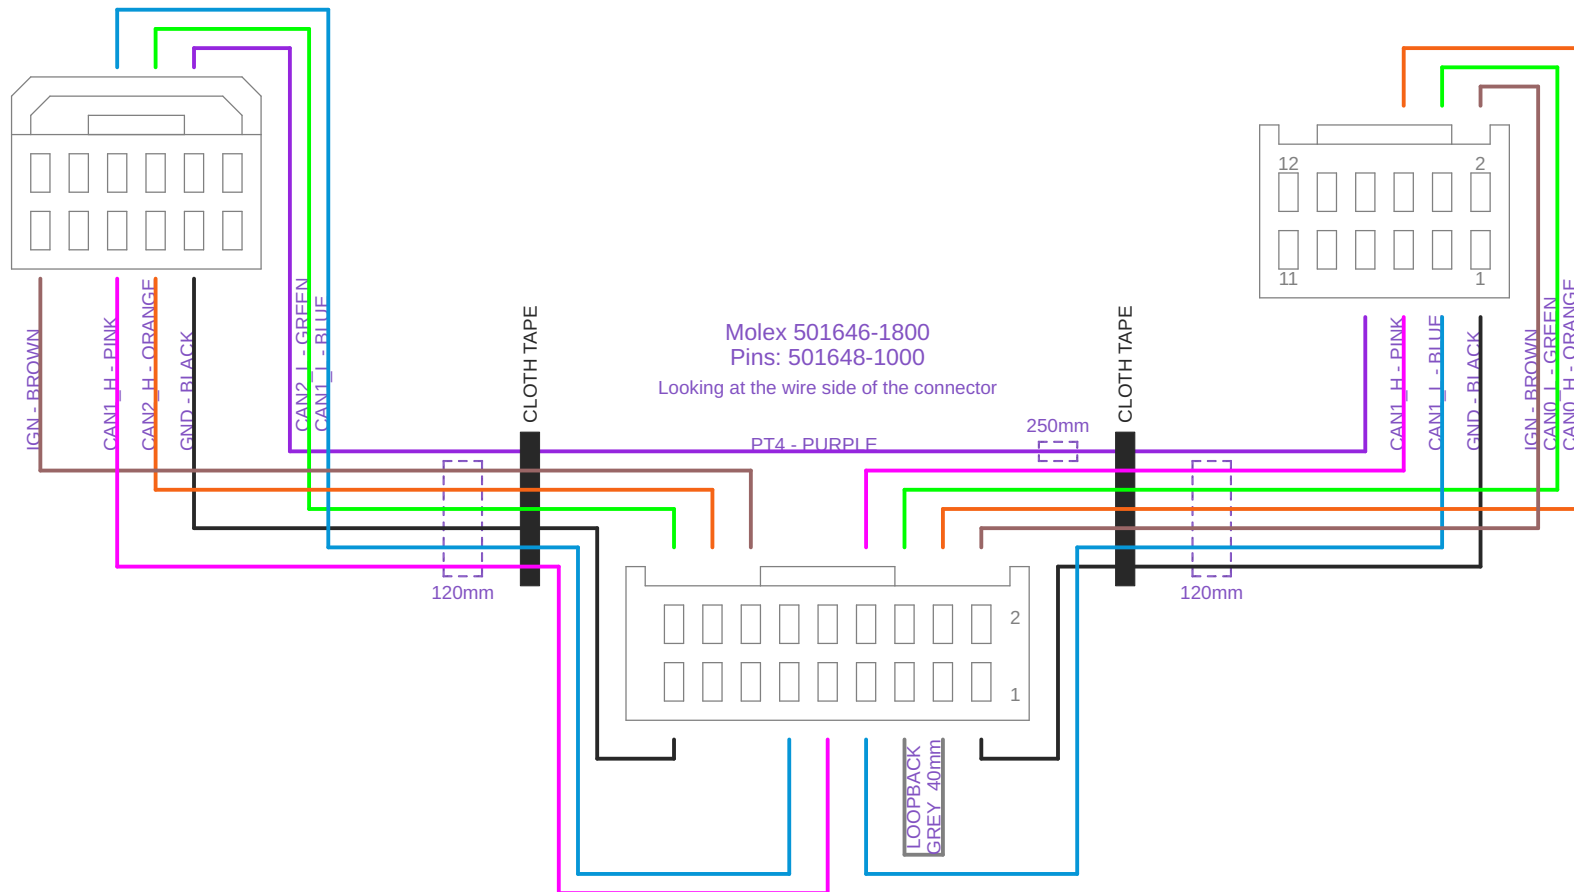 12
2
11
1
IGN - BROWN
CAN1_H - PINK
CAN2_H - ORANGE
GND - BLACK
CAN2_L - GREEN
CAN1_L - BLUE
CLOTH TAPE
Molex 501646-1800
Pins: 501648-1000
Looking at the wire side of the connector
PT4 - PURPLE
250mm
CLOTH TAPE
CAN1_H - PINK
CAN1_L - BLUE
GND - BLACK
IGN - BROWN
CAN0_L - GREEN
CAN0_H - ORANGE
120mm
120mm
2
1
LOOPBACK
GREY 40mm